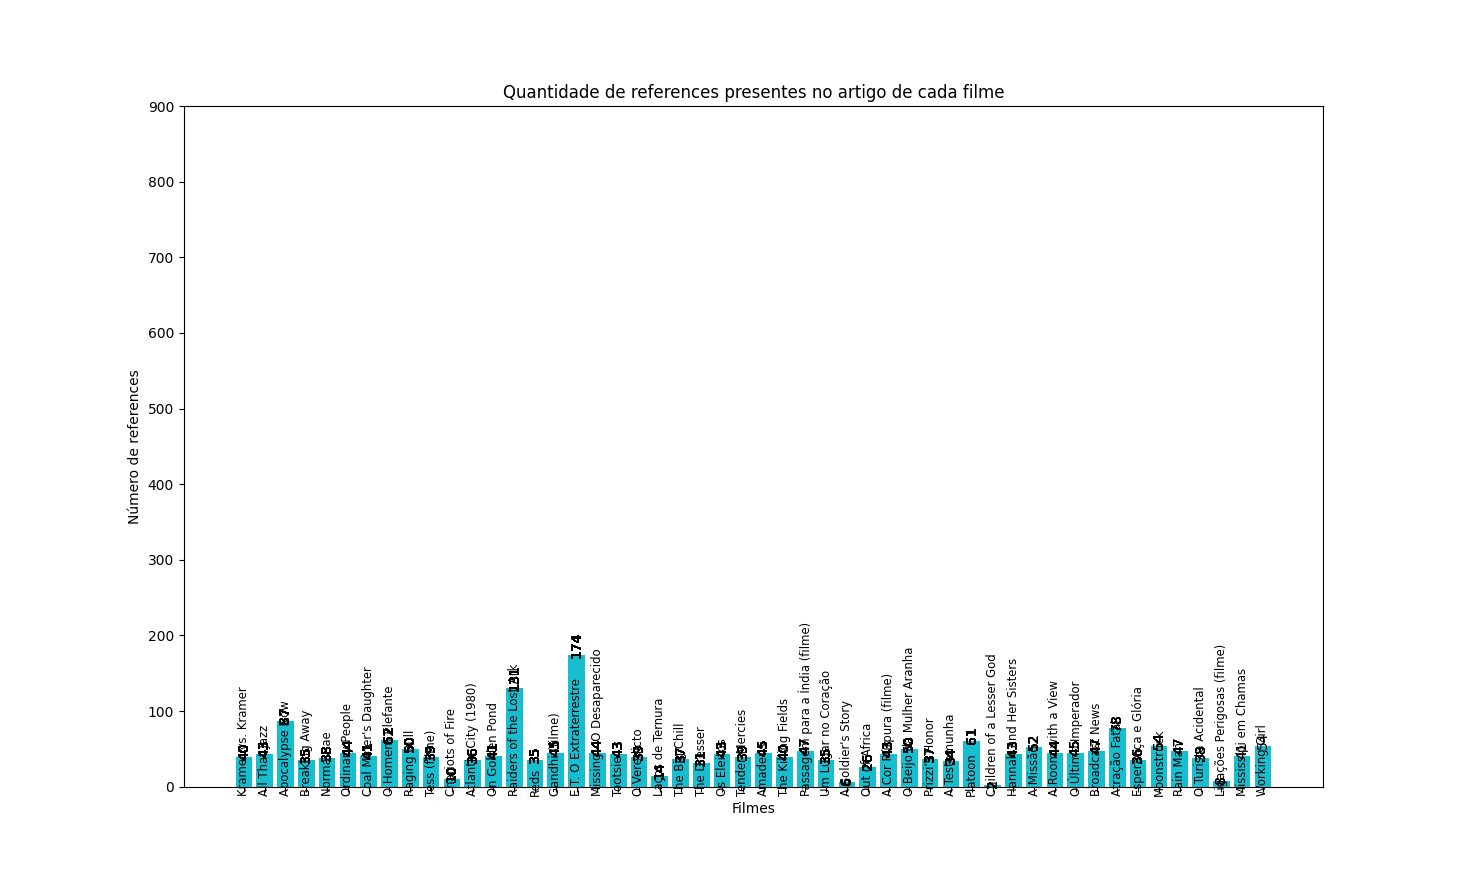 Quantidade de references presentes no artigo de cada filme
Número de references
900
800
700
600
500
400
300
200
100
0
Kramer vs. Kramer
40
All That Jazz
43
Apocalypse Now
87
Breaking Away
35
Norma Rae
38
Ordinary People
44
Coal Miner's Daughter
41
O Homem Elefante
62
Raging Bull
50
Tess (filme)
39
Chariots of Fire
10
Atlantic City (1980)
36
On Golden Pond
41
Raiders of the Lost Ark
131
Reds
35
Gandhi (filme)
45
E.T. O Extraterrestre
174
Missing O Desaparecido
44
Tootsie
43
O Veredicto
39
Laços de Ternura
14
The Big Chill
37
The Dresser
31
Os Eleitos
43
Tender Mercies
39
Amadeus
45
The Killing Fields
40
Passagem para a Índia (filme)
47
Um Lugar no Coração
35
A Soldier's Story
6
Out of Africa
26
A Cor Púrpura (filme)
43
O Beijo da Mulher Aranha
50
Prizzi's Honor
37
A Testemunha
34
Platoon
61
Children of a Lesser God
2
Hannah and Her Sisters
43
A Missão
52
A Room with a View
44
O Último Imperador
45
Broadcast News
47
Atração Fatal
78
Esperança e Glória
36
Moonstruck
54
Rain Man
47
O Turista Acidental
38
Ligações Perigosas (filme)
8
Mississipi em Chamas
41
Working Girl
54
Filmes